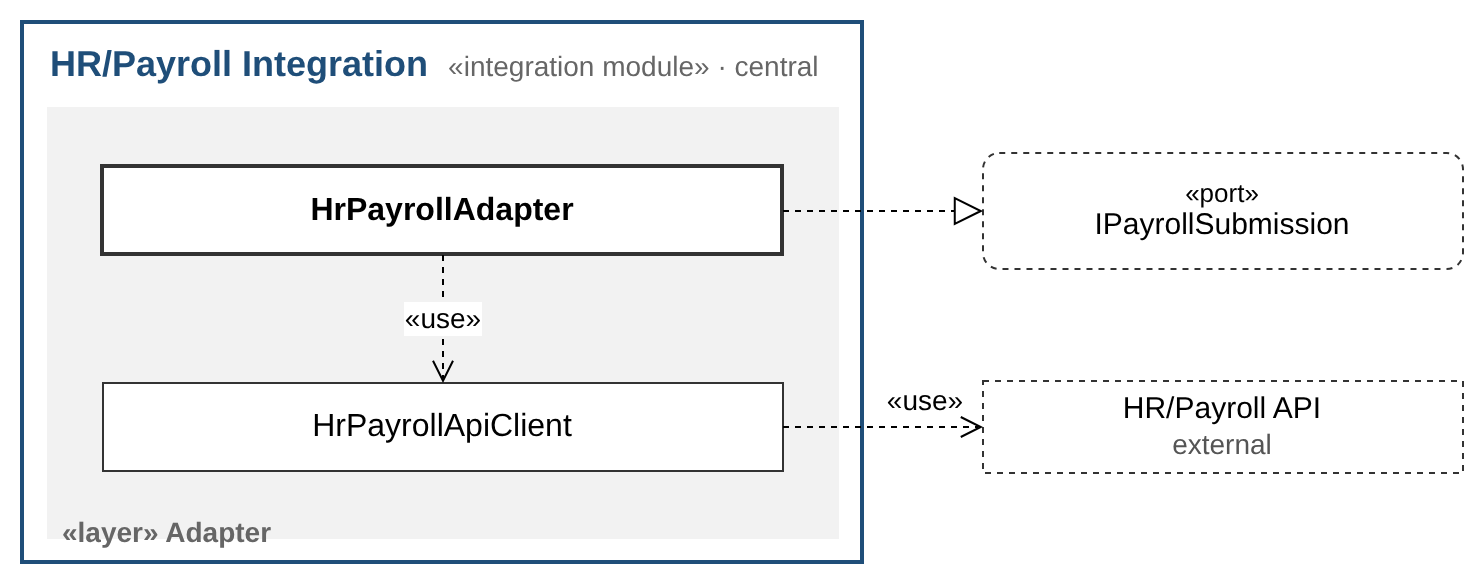 HR/Payroll Integration «integration module» · central
HrPayrollAdapter
«port»
IPayrollSubmission
«use»
HrPayrollApiClient
«use»
HR/Payroll API
external
«layer» Adapter